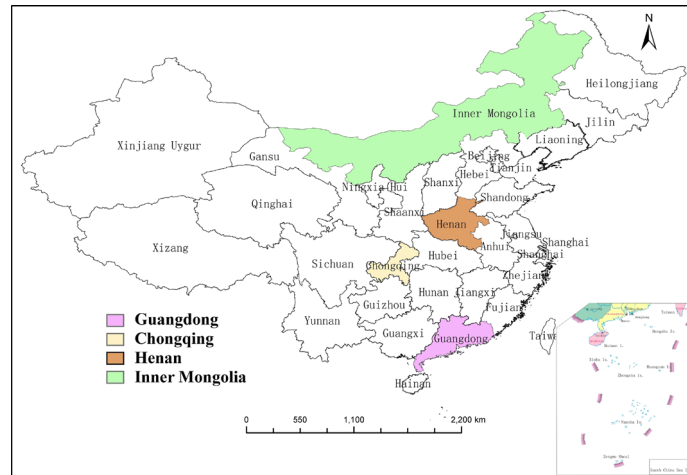 N
Heilongjiang
Inner Mongolia
Jilin
Liaoning
Xinjiang Uygur
Gansu
Beijing
Tianjin
Hebei
Ningxia Hui
Shanxi
Shandong
Qinghai
Shaanxi
Henan
Jiangsu
Xizang
Anhui
Shanghai
Shanghai
Sichuan
Chongqing
Hubei
Zhejiang
Hunan
Jiangxi
Guizhou
Fujian
Yunnan
Guangxi
Guangdong
Taiwa
Hainan
Guangdong
Chongqing
Henan
Inner Mongolia
0 550 1,100 2,200 km